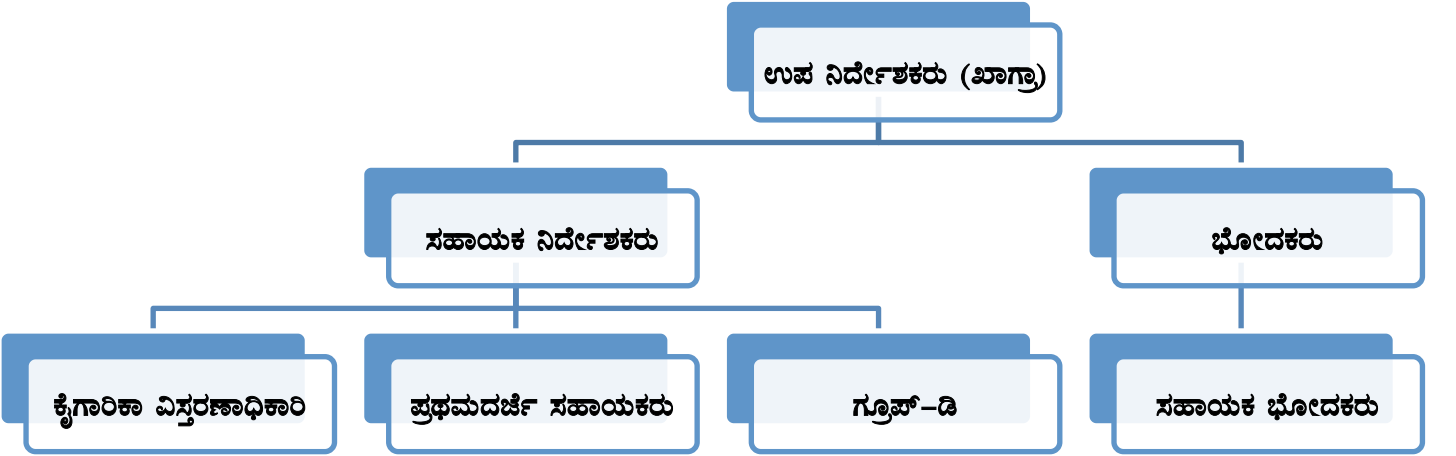 ಉಪ ನಿರ್ದೇಶಕರು (ಖಾಗ್ರಾ)
ಸಹಾಯಕ ನಿರ್ದೇಶಕರು
ಭೋದಕರು
ಕೈಗಾರಿಕಾ ವಿಸ್ತರಣಾಧಿಕಾರಿ
ಪ್ರಥಮದರ್ಜೆ ಸಹಾಯಕರು
ಗ್ರೂಪ್-ಡಿ
ಸಹಾಯಕ ಭೋದಕರು